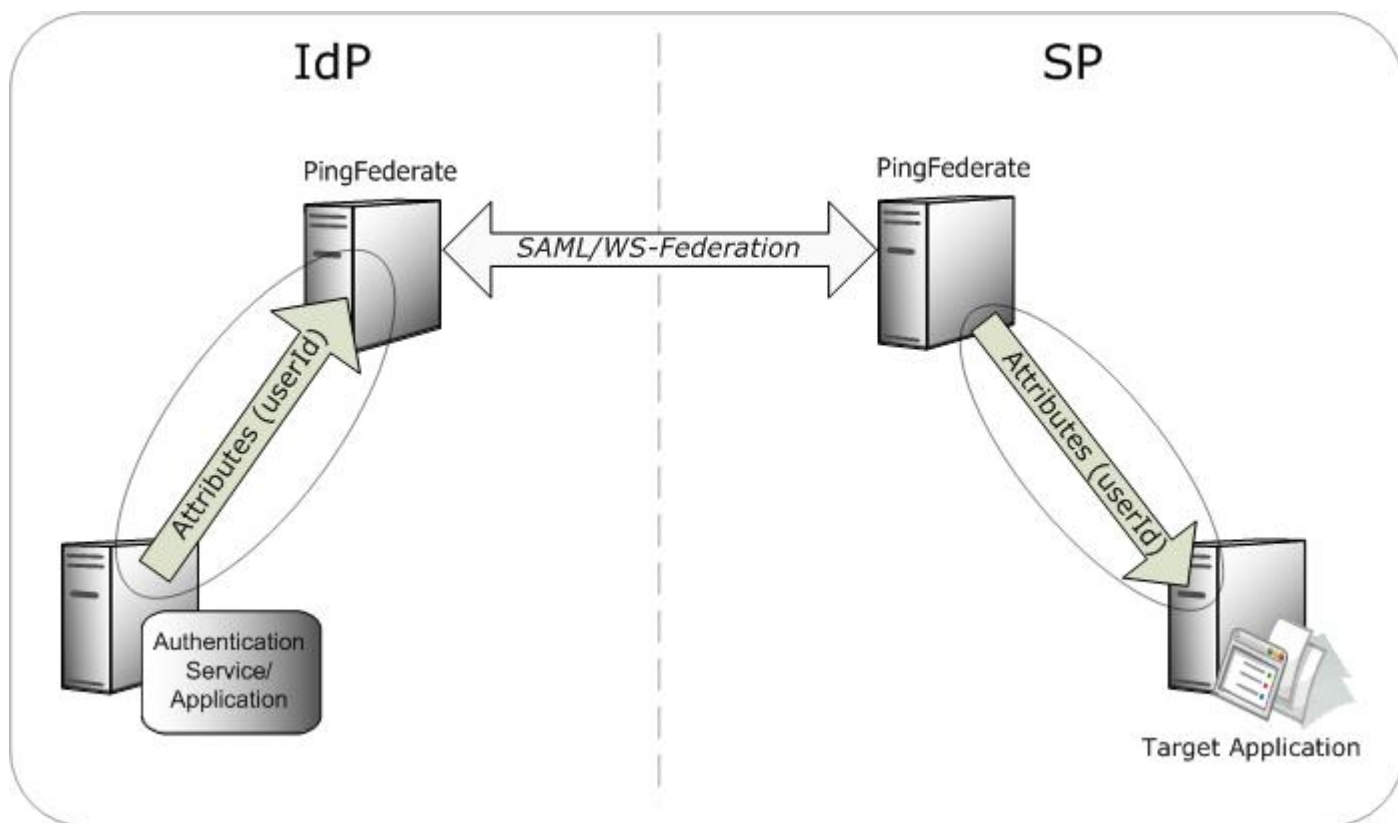 IdP
SP
PingFederate
PingFederate
SAML/WS-Federation
Attributes (userId)
Attributes (userId)
Authentication
Service/
Application
Target Application